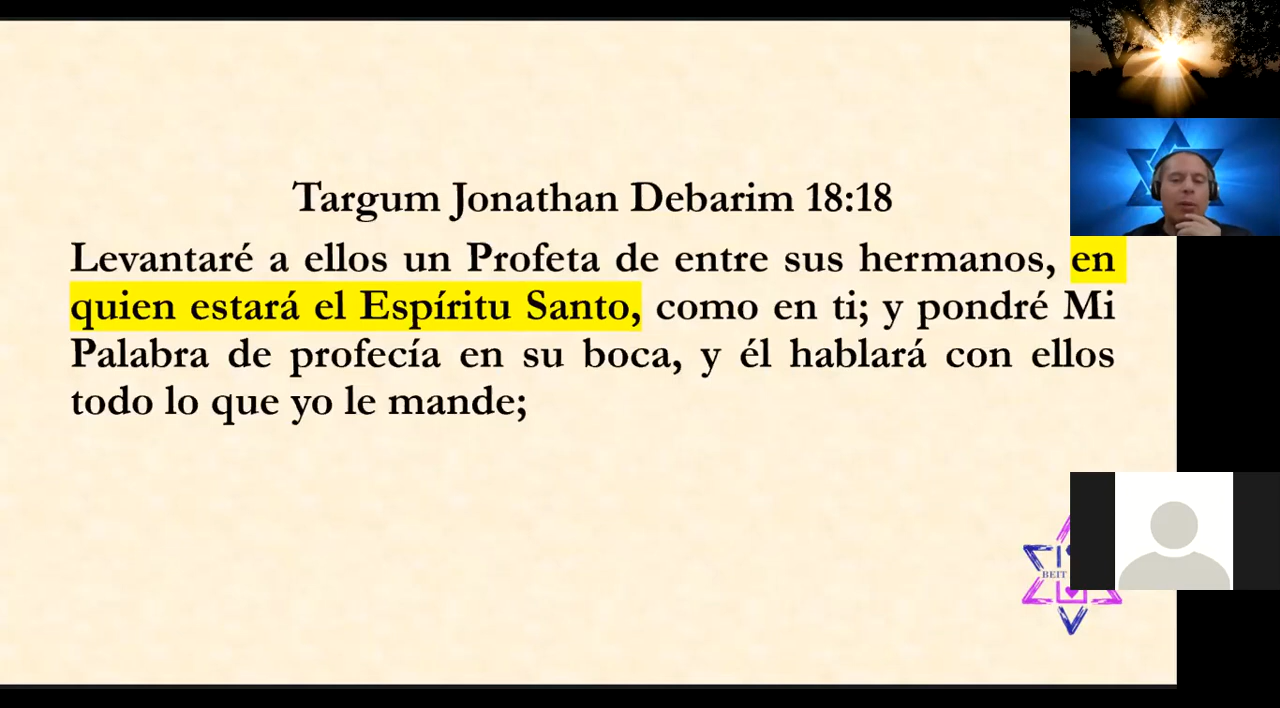 Targum Jonathan Debarim 18:18
Levantaré a ellos un Profeta de entre sus hermanos, en
quien estará el Espíritu Santo, como en ti; y pondré Mi
Palabra de profecía en su boca, y él hablará con ellos
todo lo que yo le mande;
BEIT